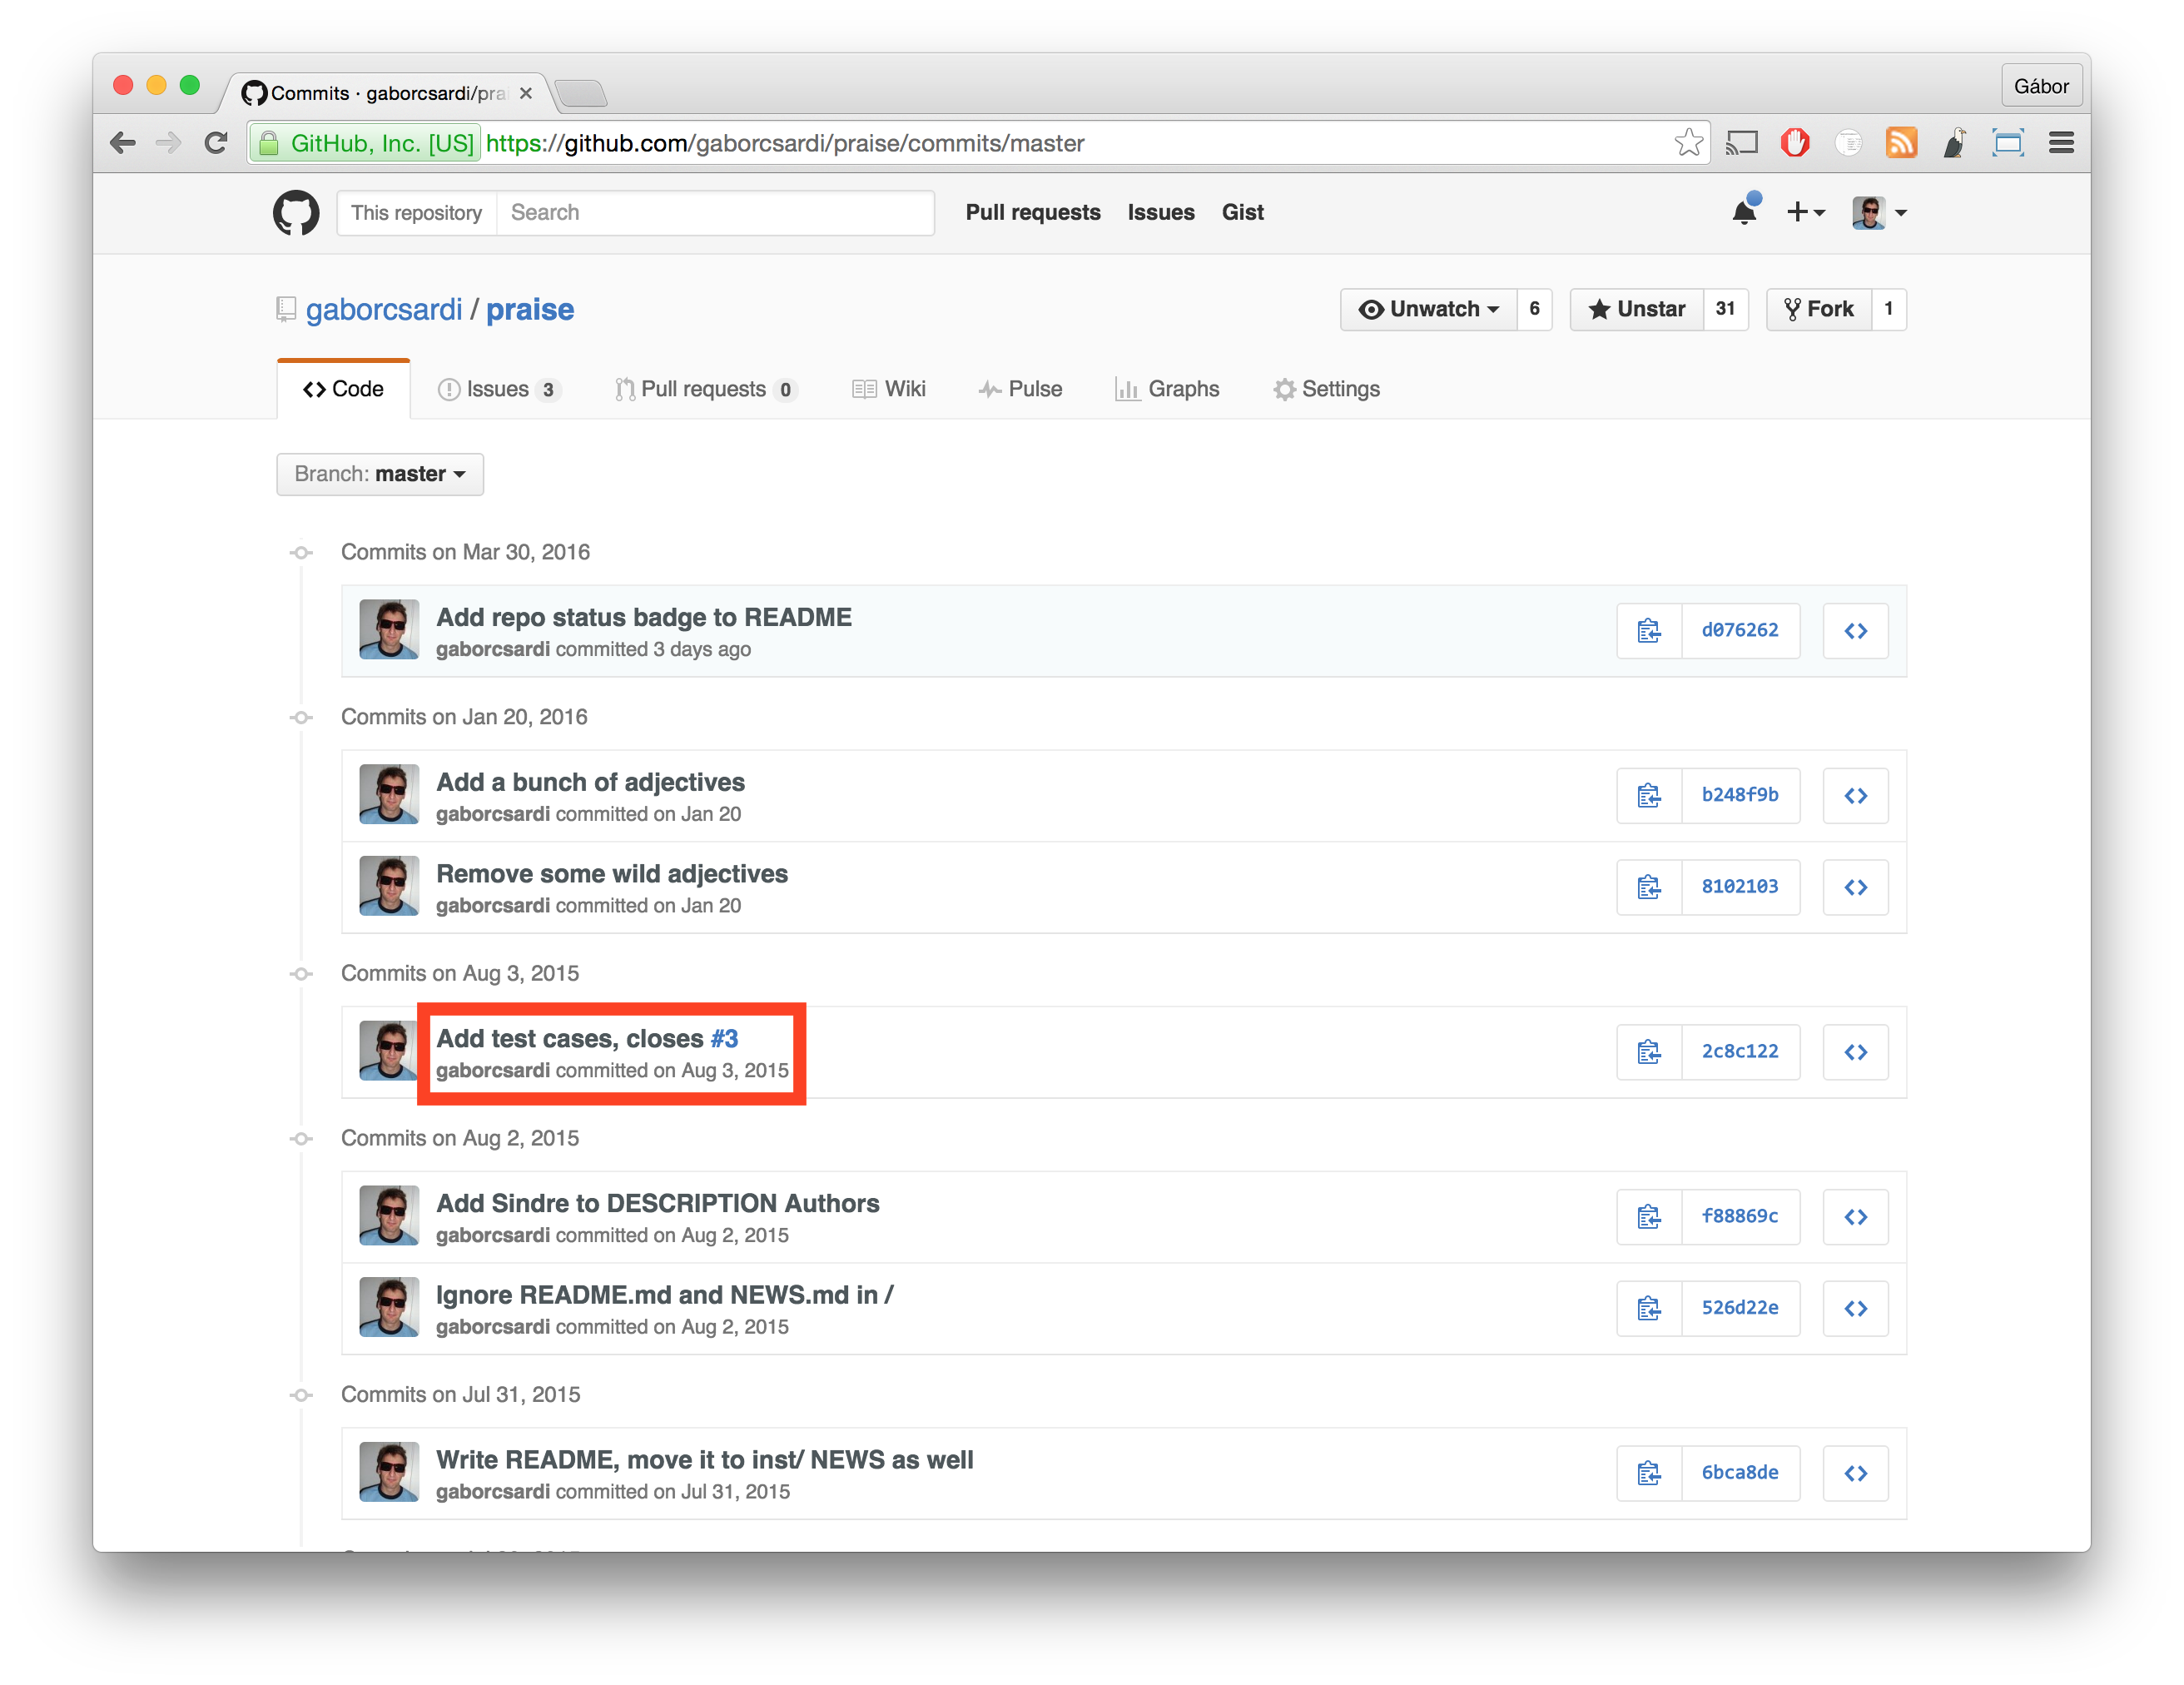 Commits · gaborcsardi/pra
Gábor
GitHub, Inc. [US] https://github.com/gaborcsardi/praise/commits/master
This repository Search Pull requests Issues Gist
gaborcsardi / praise Unwatch 6 Unstar 31 Fork 1
Code Issues 3 Pull requests 0 Wiki Pulse Graphs Settings
Branch: master
Commits on Mar 30, 2016
Add repo status badge to README
gaborcsardi committed 3 days ago
d076262
Commits on Jan 20, 2016
Add a bunch of adjectives
gaborcsardi committed on Jan 20
b248f9b
Remove some wild adjectives
gaborcsardi committed on Jan 20
8102103
Commits on Aug 3, 2015
Add test cases, closes #3
gaborcsardi committed on Aug 3, 2015
2c8c122
Commits on Aug 2, 2015
Add Sindre to DESCRIPTION Authors
gaborcsardi committed on Aug 2, 2015
f88869c
Ignore README.md and NEWS.md in /
gaborcsardi committed on Aug 2, 2015
526d22e
Commits on Jul 31, 2015
Write README, move it to inst/ NEWS as well
gaborcsardi committed on Jul 31, 2015
6bca8de